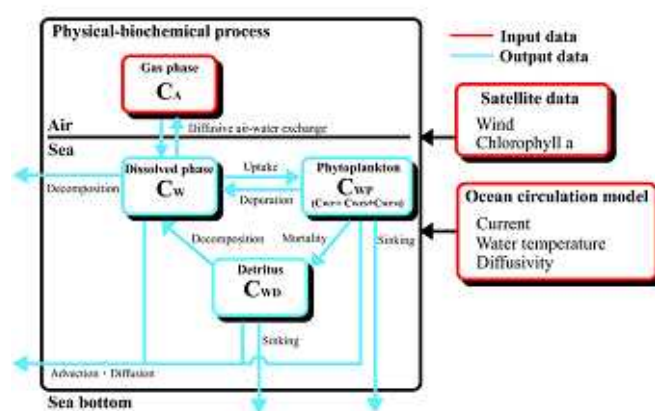 Physical-biochemical process
Input data
Output data
Gas phase
CA
Air
Diffusive air-water exchange
Sea
Satellite data
Wind
Chlorophyll a
Dissolved phase
CW
Uptake
Depuration
Phytoplankton
CWP
Decomposition
Ocean circulation model
Current
Water temperature
Diffusivity
Decomposition
Mortality
Sinking
Detritus
CWD
Sinking
Advection・Diffusion
Sea bottom